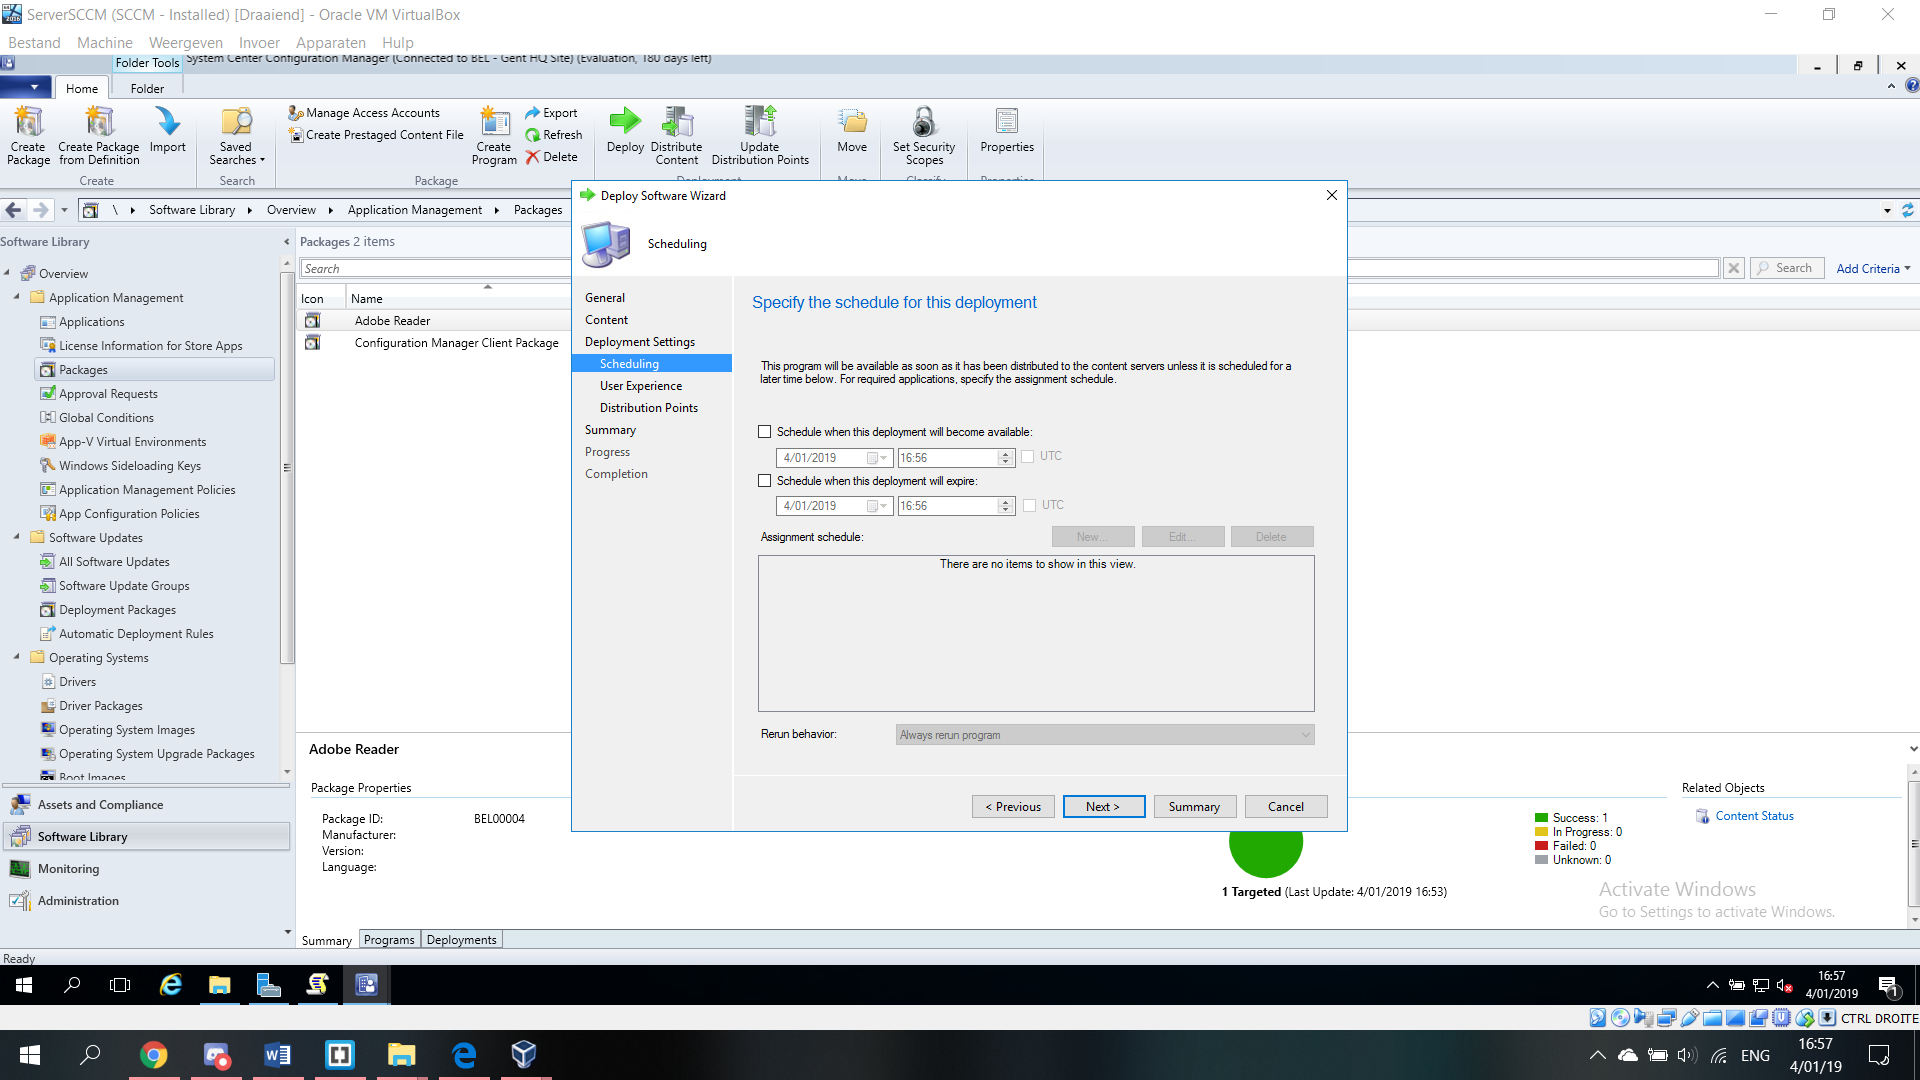 ServerSCCM (SCCM - Installed) [Draaiend] - Oracle VM VirtualBox
Bestand Machine Weergeven Invoer Apparaten Hulp
Folder Tools System Center Configuration Manager (Connected to BEL - Gent HQ Site) (Evaluation, 180 days left)
Home Folder
Create Package
Create Package from Definition
Import
Saved Searches
Manage Access Accounts
Create Prestaged Content File
Create Program
Export
Refresh
Delete
Deploy
Distribute Content
Update Distribution Points
Move
Set Security Scopes
Properties
Create Search Package Deployment Move Classify Properties
\ Software Library Overview Application Management Packages
Software Library
Overview
Application Management
Applications
License Information for Store Apps
Packages
Approval Requests
Global Conditions
App-V Virtual Environments
Windows Sideloading Keys
Application Management Policies
App Configuration Policies
Software Updates
All Software Updates
Software Update Groups
Deployment Packages
Automatic Deployment Rules
Operating Systems
Drivers
Driver Packages
Operating System Images
Operating System Upgrade Packages
Boot Images
Assets and Compliance
Software Library
Monitoring
Administration
Packages 2 items
Search
Search Add Criteria
Icon Name
Adobe Reader
Configuration Manager Client Package
Deploy Software Wizard
Scheduling
General
Content
Deployment Settings
Scheduling
User Experience
Distribution Points
Summary
Progress
Completion
Specify the schedule for this deployment
This program will be available as soon as it has been distributed to the content servers unless it is scheduled for a
later time below. For required applications, specify the assignment schedule.
Schedule when this deployment will become available:
4/01/2019 16:56 UTC
Schedule when this deployment will expire:
4/01/2019 16:56 UTC
Assignment schedule: New... Edit... Delete
There are no items to show in this view.
Rerun behavior: Always rerun program
< Previous Next > Summary Cancel
Adobe Reader
Package Properties
Package ID: BEL00004
Manufacturer:
Version:
Language:
Success: 1
In Progress: 0
Failed: 0
Unknown: 0
1 Targeted (Last Update: 4/01/2019 16:53)
Related Objects
Content Status
Activate Windows
Go to Settings to activate Windows.
Summary Programs Deployments
Ready
16:57
4/01/2019
1
CTRL DROITE
ENG
16:57
4/01/19